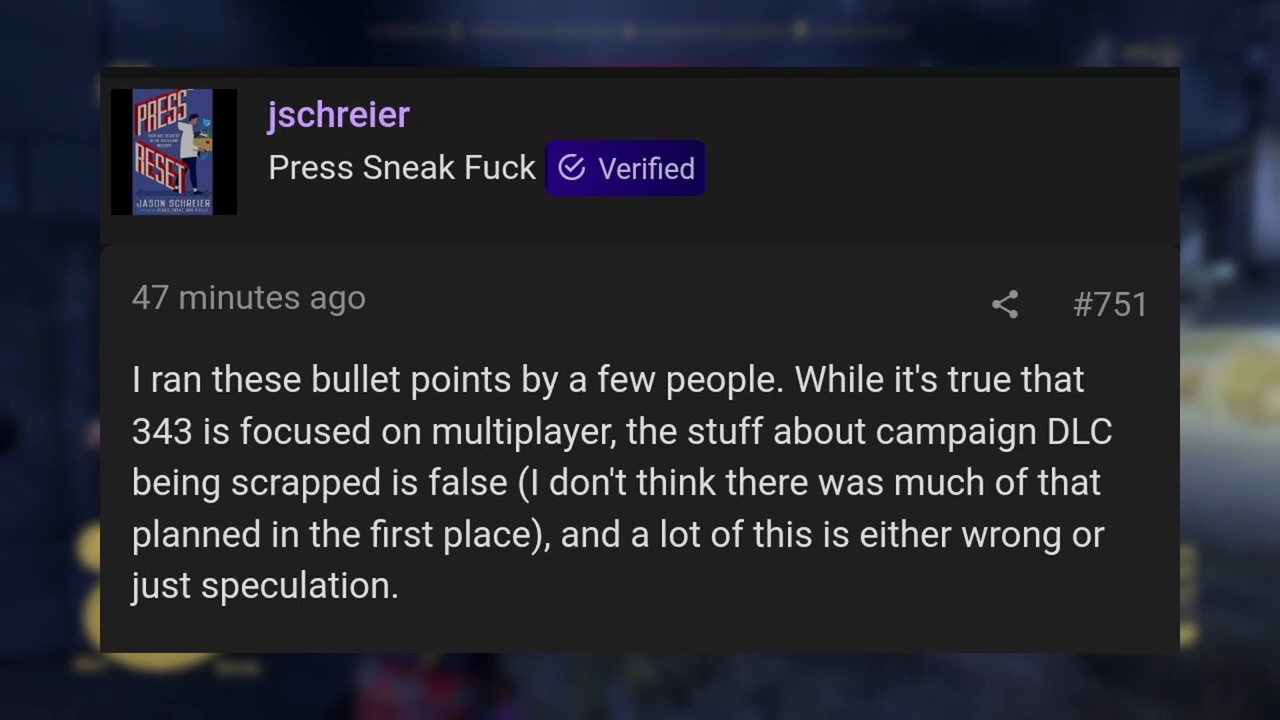 PRESS
RESET
JASON SCHREIER
jschreier
Press Sneak Fuck
Verified
47 minutes ago
#751
I ran these bullet points by a few people. While it's true that
343 is focused on multiplayer, the stuff about campaign DLC
being scrapped is false (I don't think there was much of that
planned in the first place), and a lot of this is either wrong or
just speculation.